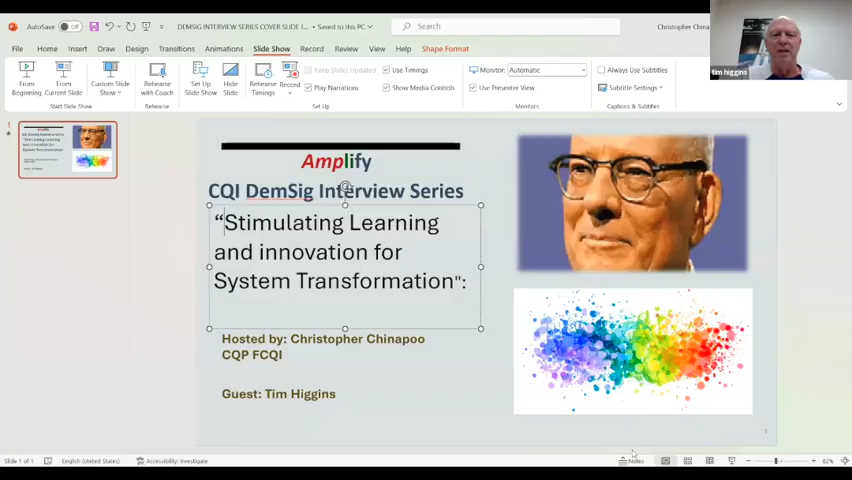 AutoSave Off
DEMSIG INTERVIEW SERIES COVER SLIDE I... • Saved to this PC
Search
Christopher China
File Home Insert Draw Design Transitions Animations Slide Show Record Review View Help Shape Format
From Beginning
From Current Slide
Custom Slide Show
Rehearse with Coach
Set Up Slide Show
Hide Slide
Rehearse Timings
Record
Keep Slides Updated
Use Timings
Play Narrations
Show Media Controls
Monitor: Automatic
Use Presenter View
Always Use Subtitles
Subtitle Settings
Start Slide Show
Rehearse
Set Up
Monitors
Captions & Subtitles
tim higgins
1
Amplify
CQI DemSig Interview Series
“Stimulating Learning
and innovation for
System Transformation":
Hosted by: Christopher Chinapoo
CQP FCQI
Guest: Tim Higgins
1
Slide 1 of 1
English (United States)
Accessibility: Investigate
Notes
82%